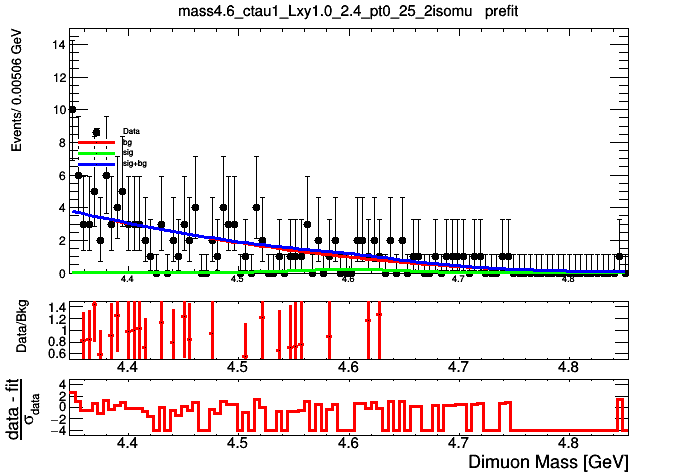 mass4.6_ctau1_Lxy1.0_2.4_pt0_25_2isomu prefit
Events/ 0.00506 GeV
14
12
10
8
6
4
2
0
Data
bg
sig
sig+bg
4.4 4.5 4.6 4.7 4.8
Data/Bkg
1.4
1.2
1
0.8
0.6
4.4 4.5 4.6 4.7 4.8
data - fit
σdata
4
2
0
−2
−4
4.4 4.5 4.6 4.7 4.8
Dimuon Mass [GeV]